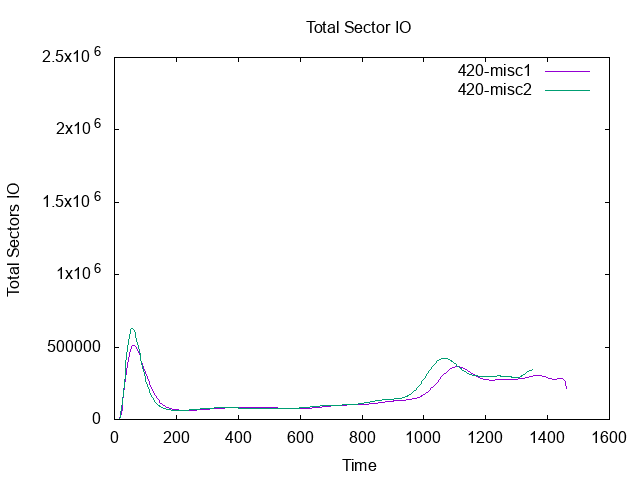 Total Sector IO
2.5x10^6
2x10^6
1.5x10^6
1x10^6
500000
0
Total Sectors IO
420-misc1
420-misc2
0 200 400 600 800 1000 1200 1400 1600
Time